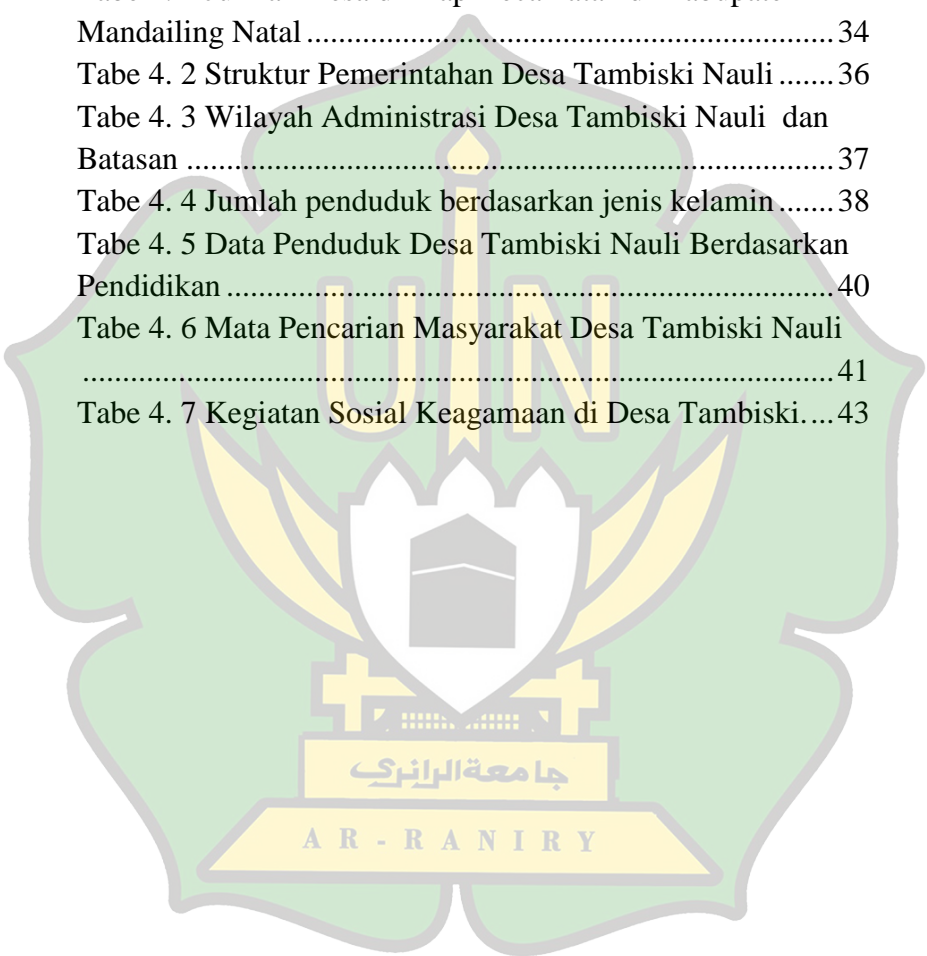 Mandailing Natal ................................................................................ 34
Tabe 4. 2 Struktur Pemerintahan Desa Tambiski Nauli ....... 36
Tabe 4. 3 Wilayah Administrasi Desa Tambiski Nauli dan
Batasan .................................................................................. 37
Tabe 4. 4 Jumlah penduduk berdasarkan jenis kelamin ....... 38
Tabe 4. 5 Data Penduduk Desa Tambiski Nauli Berdasarkan
Pendidikan ............................................................................ 40
Tabe 4. 6 Mata Pencarian Masyarakat Desa Tambiski Nauli
................................................................................................ 41
Tabe 4. 7 Kegiatan Sosial Keagamaan di Desa Tambiski.... 43
UIN
جامعة الرانري
AR-RANIRY